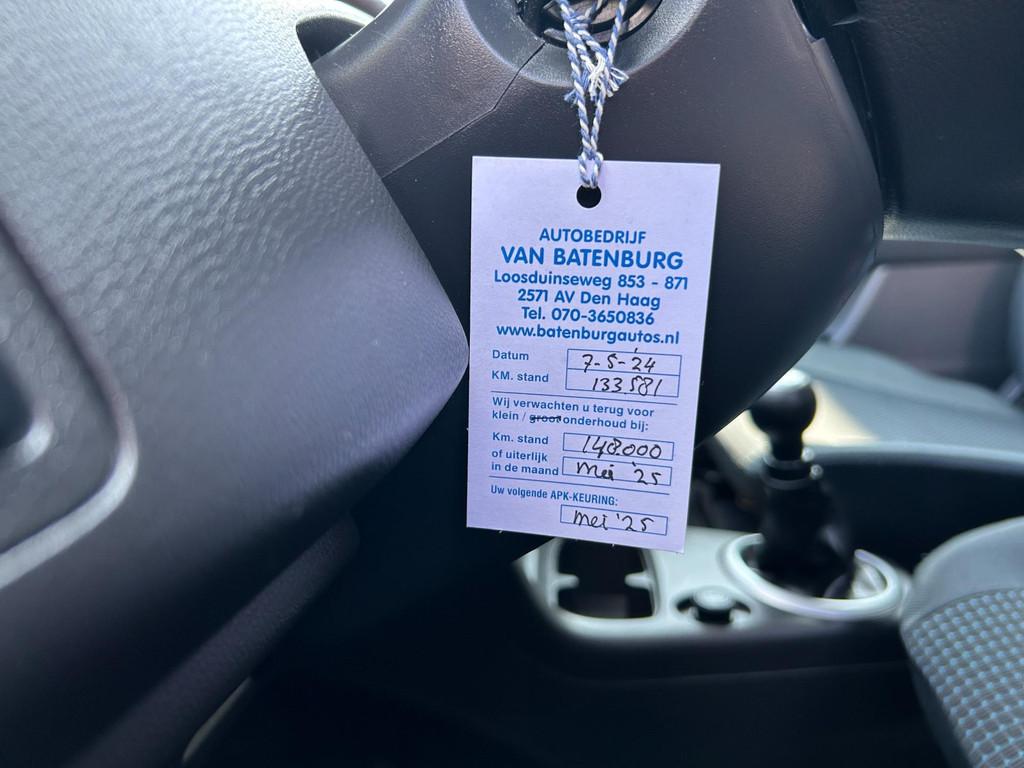 AUTOBEDRIJF
VAN BATENBURG
Loosduinseweg 853 - 871
2571 AV Den Haag
Tel. 070-3650836
www.batenburgautos.nl
Datum 7-5-'24
KM. stand 133.581
Wij verwachten u terug voor
klein / groot onderhoud bij:
Km. stand 148.000
of uiterlijk
in de maand Mei '25
Uw volgende APK-KEURING:
Mei '25